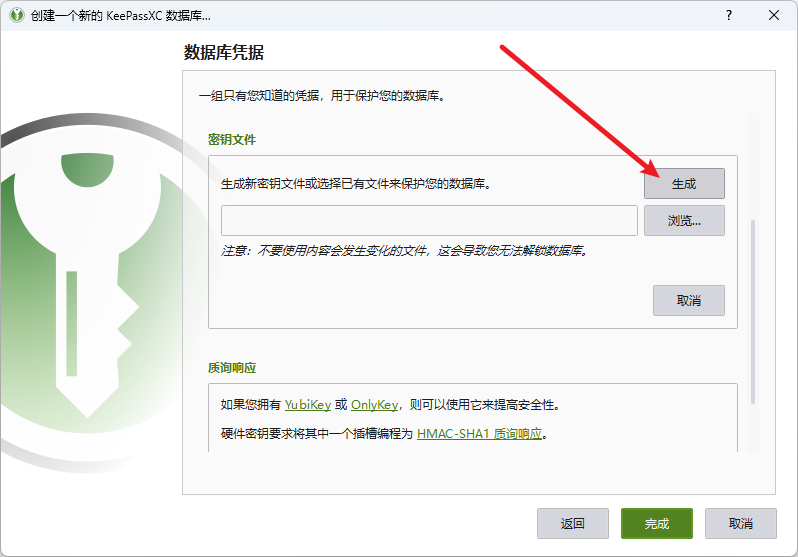 创建一个新的 KeePassXC 数据库...
?
数据库凭据
一组只有您知道的凭据，用于保护您的数据库。
密钥文件
生成新密钥文件或选择已有文件来保护您的数据库。
生成
浏览...
注意：不要使用内容会发生变化的文件，这会导致您无法解锁数据库。
取消
质询响应
如果您拥有 YubiKey 或 OnlyKey，则可以使用它来提高安全性。
硬件密钥要求将其中一个插槽编程为 HMAC-SHA1 质询响应。
返回
完成
取消